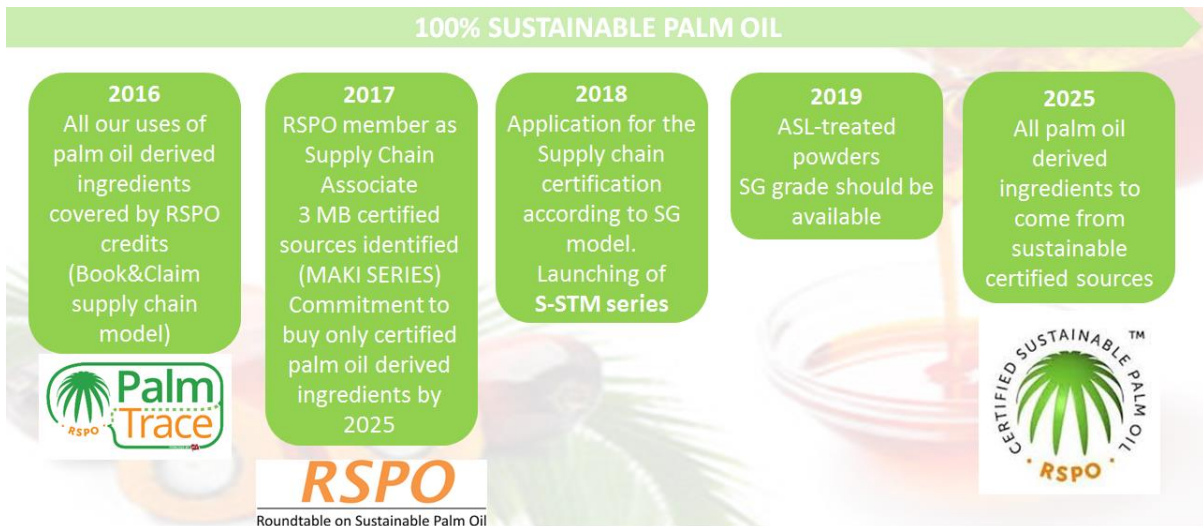 100% SUSTAINABLE PALM OIL
2016
All our uses of
palm oil derived
ingredients
covered by RSPO
credits
(Book&Claim
supply chain
model)
Palm
Trace
RSPO
2017
RSPO member as
Supply Chain
Associate
3 MB certified
sources identified
(MAKI SERIES)
Commitment to
buy only certified
palm oil derived
ingredients by
2025
RSPO
Roundtable on Sustainable Palm Oil
2018
Application for the
Supply chain
certification
according to SG
model.
Launching of
S-STM series
2019
ASL-treated
powders
SG grade should be
available
2025
All palm oil
derived
ingredients to
come from
sustainable
certified sources
CERTIFIED SUSTAINABLE PALM OIL
TM
RSPO